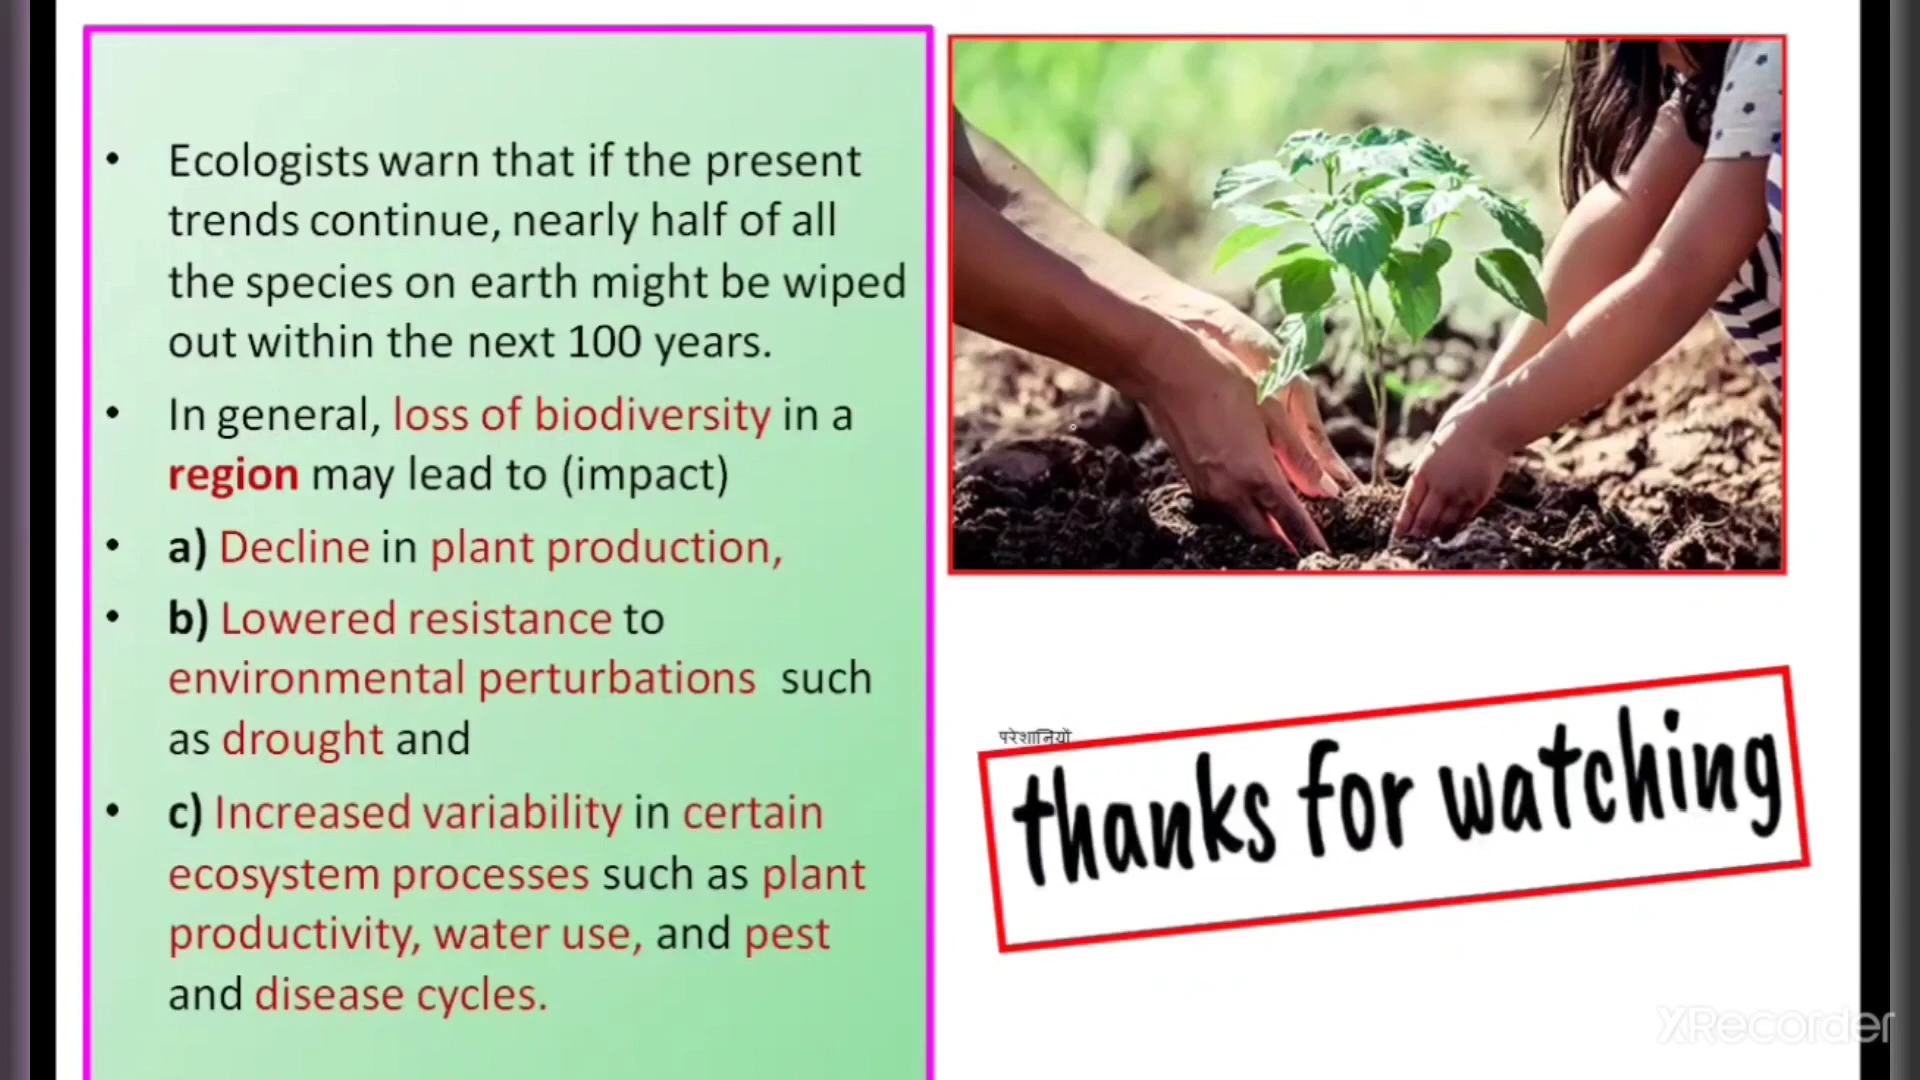 • Ecologists warn that if the present
trends continue, nearly half of all
the species on earth might be wiped
out within the next 100 years.
• In general, loss of biodiversity in a
region may lead to (impact)
• a) Decline in plant production,
• b) Lowered resistance to
environmental perturbations such
as drought and
• c) Increased variability in certain
ecosystem processes such as plant
productivity, water use, and pest
and disease cycles.
परेशानियों
thanks for watching
XRecorder